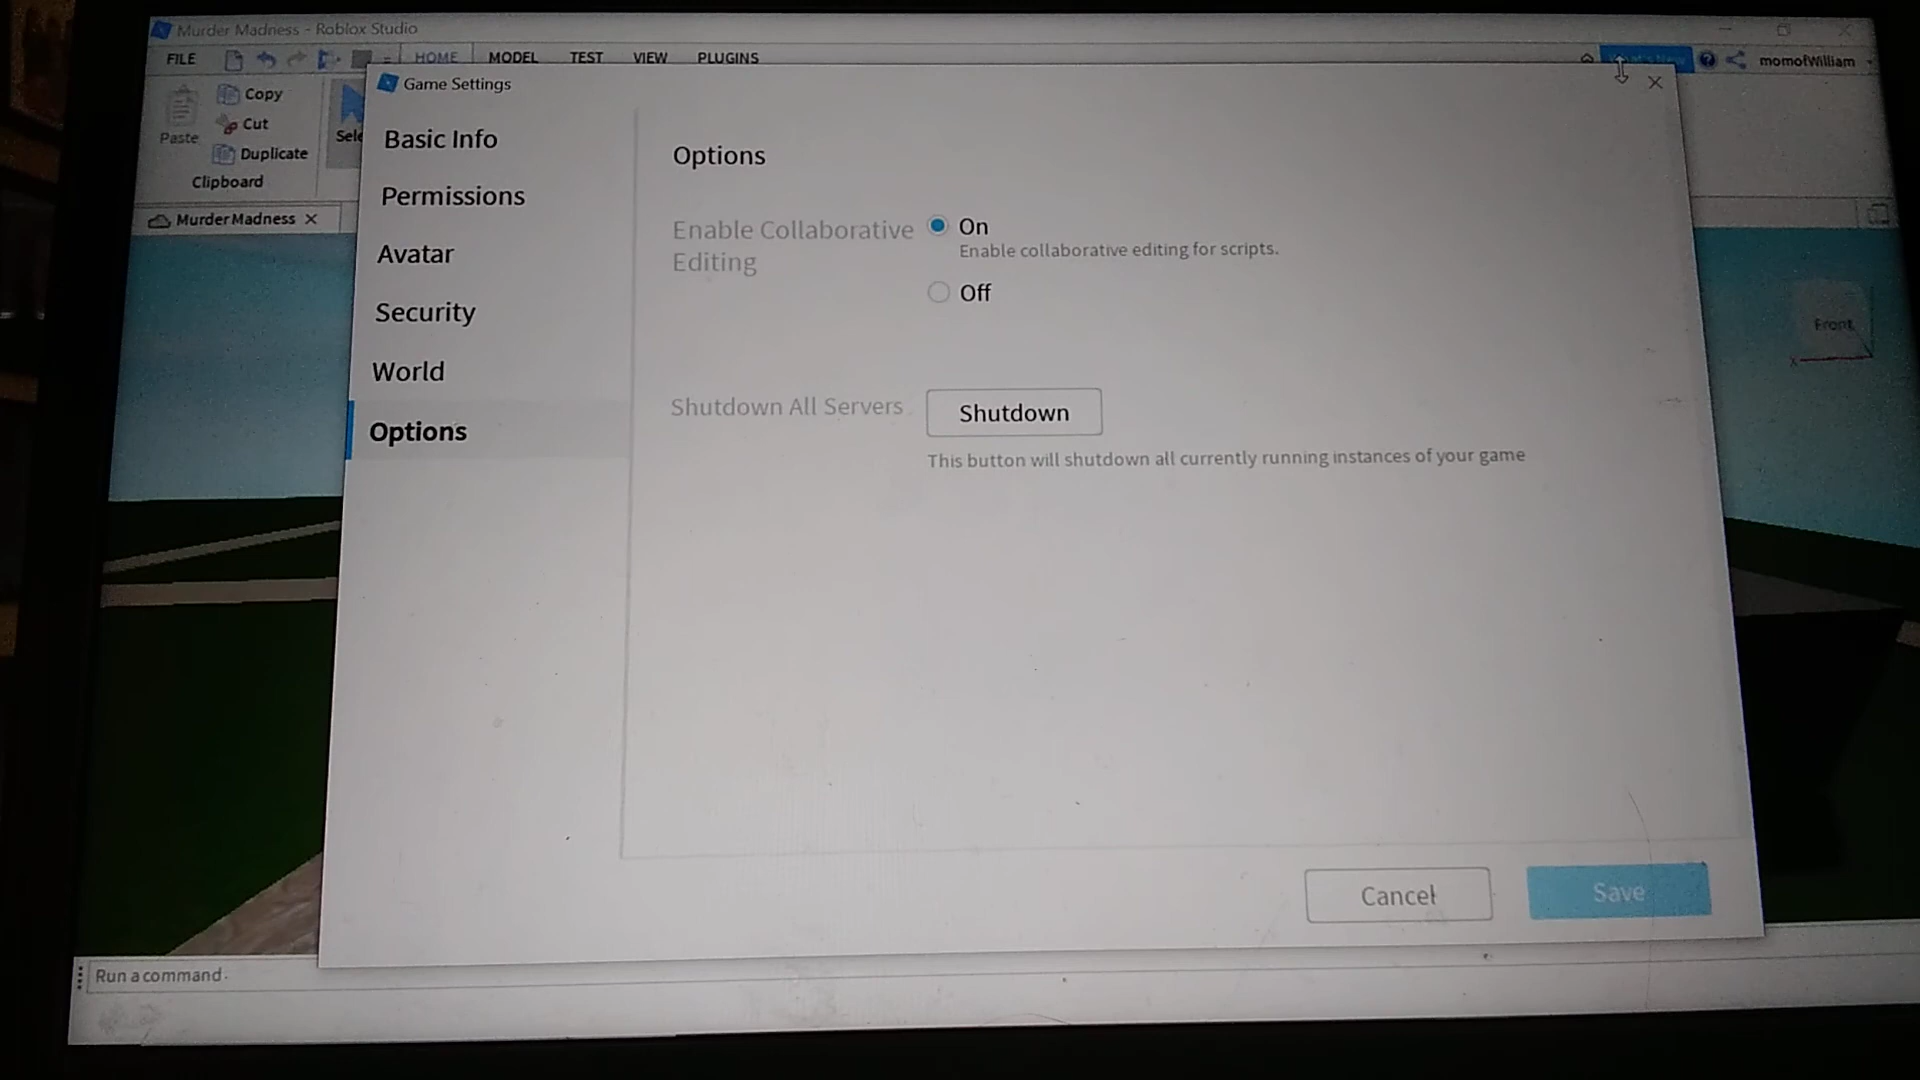 Murder Madness - Roblox Studio
FILE HOME MODEL TEST VIEW PLUGINS
momofWilliam
Paste
Copy
Cut
Duplicate
Clipboard
Sele
Murder Madness
Game Settings
Basic Info
Permissions
Avatar
Security
World
Options
Options
Enable Collaborative Editing
On
Enable collaborative editing for scripts.
Off
Shutdown All Servers
Shutdown
This button will shutdown all currently running instances of your game
Front
X
Cancel
Save
Run a command